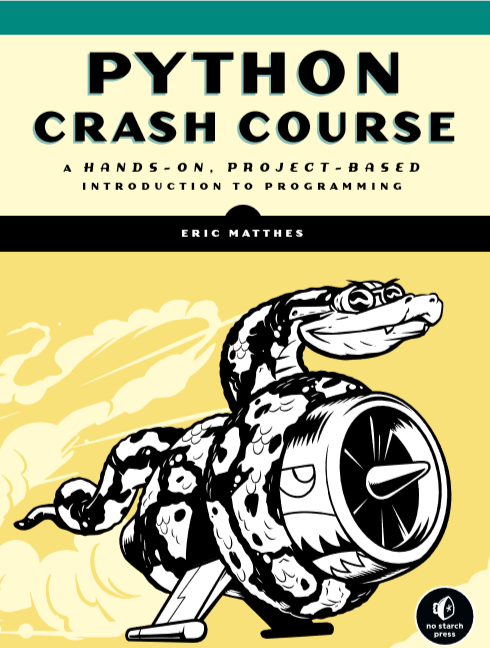 PYTHON
CRASH COURSE
A HANDS-ON, PROJECT-BASED
INTRODUCTION TO PROGRAMMING
ERIC MATTHES
no starch
press